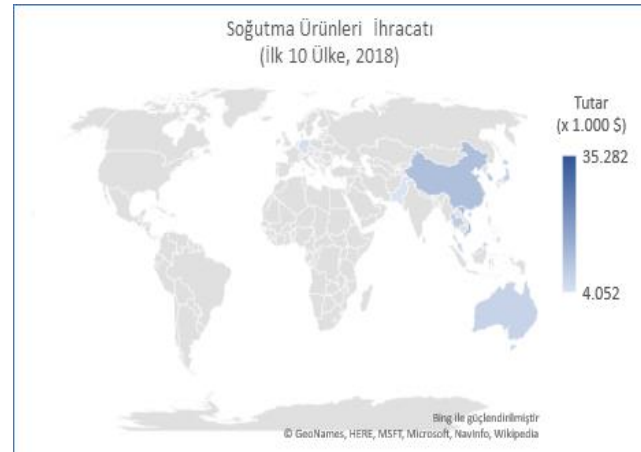 Soğutma Ürünleri İhracatı
(İlk 10 Ülke, 2018)
Tutar
(x 1.000 $)
35.282
4.052
Bing ile güçlendirilmiştir
© GeoNames, HERE, MSFT, Microsoft, NavInfo, Wikipedia